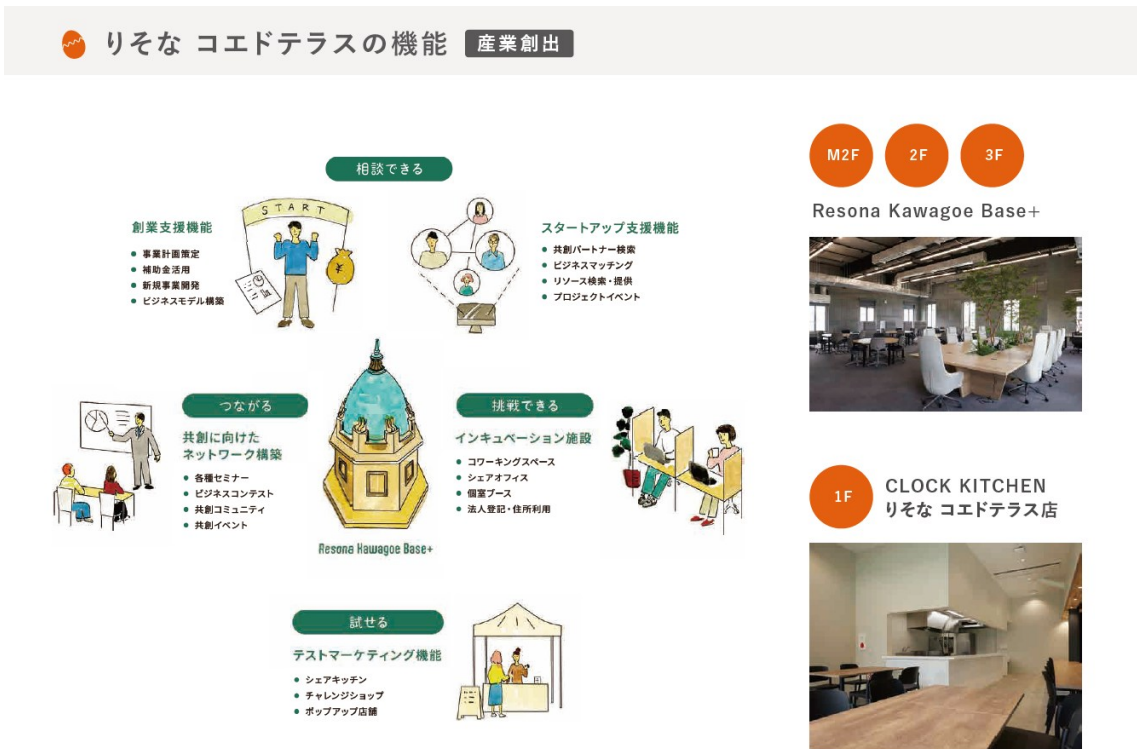 りそな コエドテラスの機能 産業創出
相談できる
創業支援機能
事業計画策定
補助金活用
新規事業開発
ビジネスモデル構築
START
¥
スタートアップ支援機能
共創パートナー検索
ビジネスマッチング
リソース検索・提供
プロジェクトイベント
つながる
共創に向けた
ネットワーク構築
各種セミナー
ビジネスコンテスト
共創コミュニティ
共創イベント
挑戦できる
インキュベーション施設
コワーキングスペース
シェアオフィス
個室ブース
法人登記・住所利用
Resona Kawagoe Base+
試せる
テストマーケティング機能
シェアキッチン
チャレンジショップ
ポップアップ店舗
M2F 2F 3F
Resona Kawagoe Base+
1F
CLOCK KITCHEN
りそな コエドテラス店